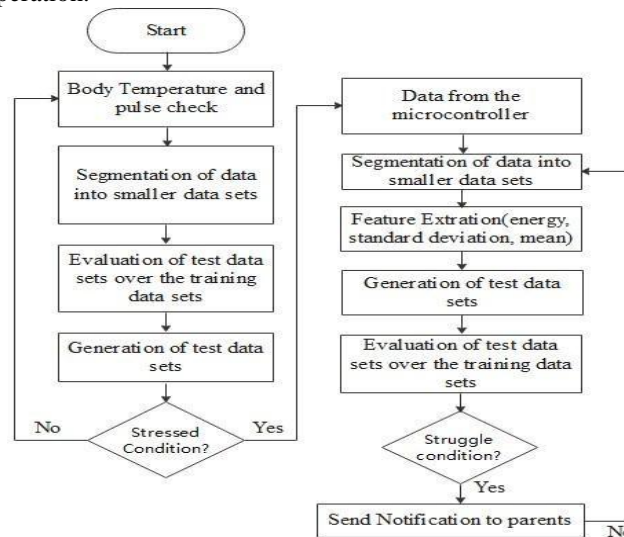 peration.
Start
Body Temperature and
pulse check
Segmentation of data
into smaller data sets
Evaluation of test data
sets over the training
data sets
Generation of test data
sets
No
Stressed
Condition?
Yes
Data from the
microcontroller
Segmentation of data into
smaller data sets
Feature Extration(energy,
standard deviation, mean)
Generation of test data
sets
Evaluation of test data
sets over the training data
sets
Struggle
condition?
Yes
Send Notification to parents
No